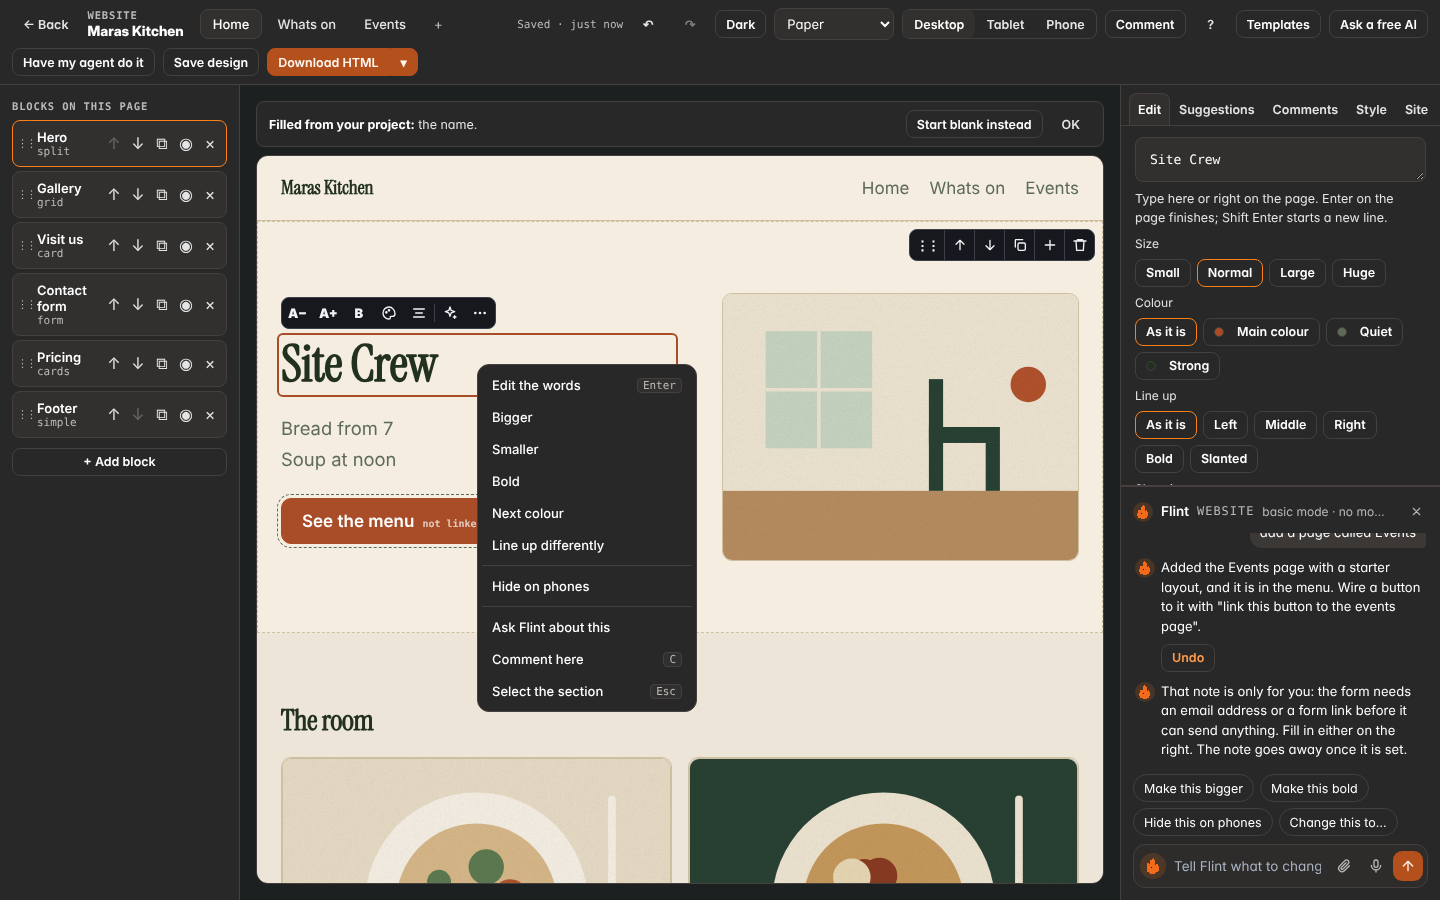 ← Back
WEBSITE
Maras Kitchen
Home
Whats on
Events
+
Saved · just now
Dark
Paper
Desktop
Tablet
Phone
Comment
?
Templates
Ask a free AI
Have my agent do it
Save design
Download HTML
BLOCKS ON THIS PAGE
Hero
split
Gallery
grid
Visit us
card
Contact
form
form
Pricing
cards
Footer
simple
+ Add block
Filled from your project: the name.
Start blank instead
OK
Maras Kitchen
Home
Whats on
Events
A− A+ B
Site Crew
Bread from 7
Soup at noon
See the menu not linke
Edit the words Enter
Bigger
Smaller
Bold
Next colour
Line up differently
Hide on phones
Ask Flint about this
Comment here C
Select the section Esc
The room
Edit
Suggestions
Comments
Style
Site
Site Crew
Type here or right on the page. Enter on the
page finishes; Shift Enter starts a new line.
Size
Small
Normal
Large
Huge
Colour
As it is
Main colour
Quiet
Strong
Line up
As it is
Left
Middle
Right
Bold
Slanted
Flint WEBSITE basic mode · no mo...
add a page called Events
Added the Events page with a starter
layout, and it is in the menu. Wire a button
to it with "link this button to the events
page".
Undo
That note is only for you: the form needs
an email address or a form link before it
can send anything. Fill in either on the
right. The note goes away once it is set.
Make this bigger
Make this bold
Hide this on phones
Change this to...
Tell Flint what to chang